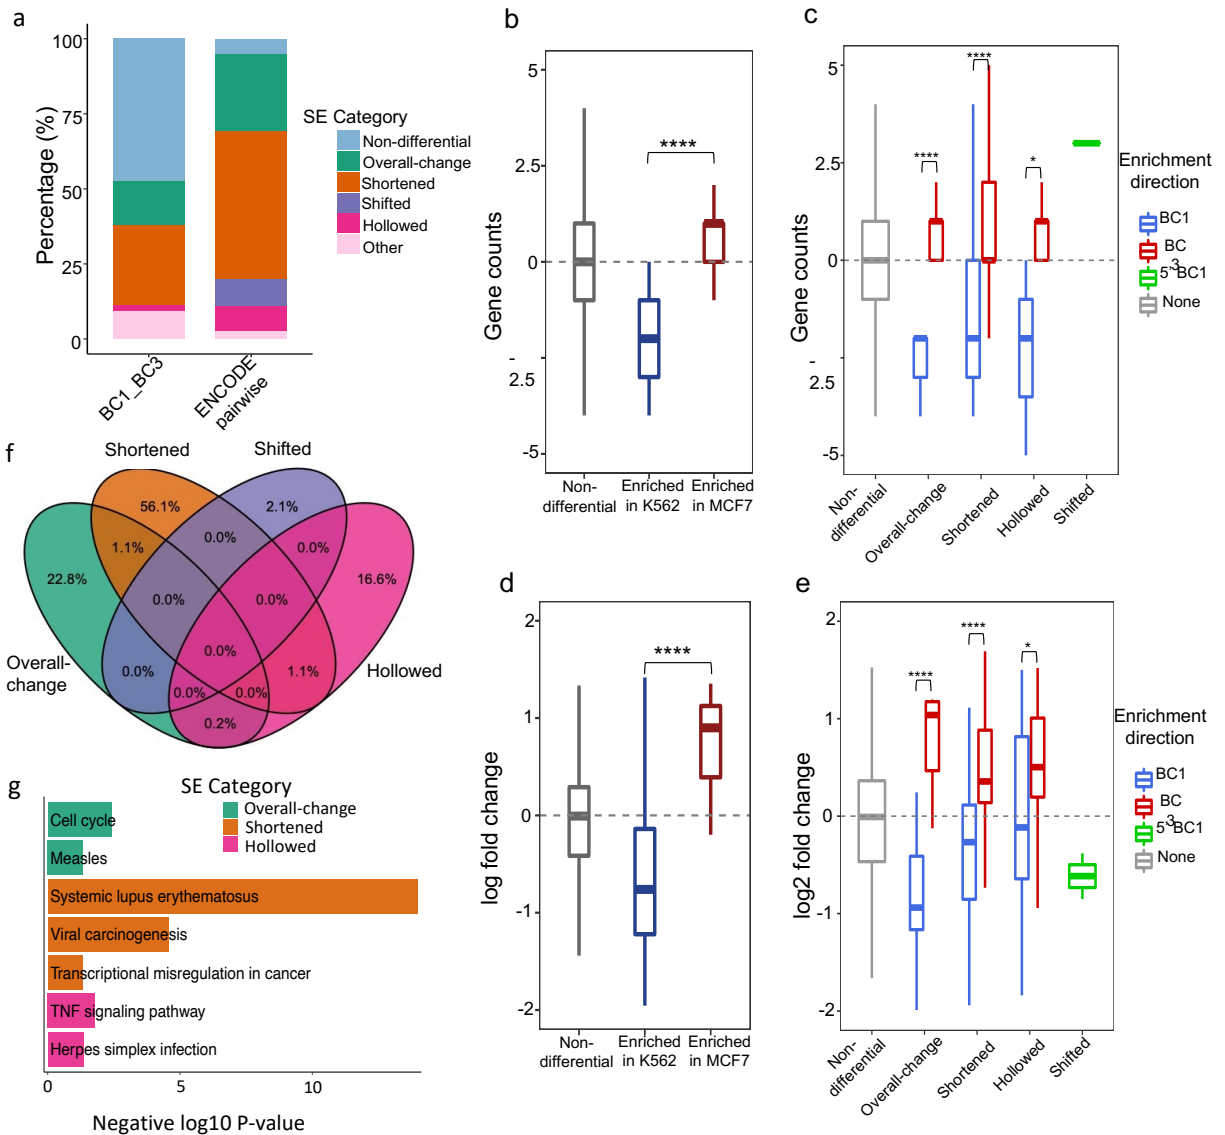 a
Percentage (%)
100
75
50
25
0
BC1_BC3
ENCODE
pairwise
SE Category
Non-differential
Overall-change
Shortened
Shifted
Hollowed
Other
b
Gene counts
5
2.5
0
-
2.5
-5
****
Non-
differential
Enriched
in K562
Enriched
in MCF7
c
Gene counts
5
2.5
0
-
2.5
-5
****
****
*
Non-
differential
Overall-change
Shortened
Hollowed
Shifted
Enrichment
direction
BC1
BC
3
5' BC1
None
f
Shortened
Shifted
56.1%
2.1%
0.0%
1.1%
0.0%
22.8%
16.6%
0.0%
0.0%
0.0%
0.0%
1.1%
0.0%
0.0%
0.2%
Overall-
change
Hollowed
d
log fold change
2
1
0
-1
-2
****
Non-
differential
Enriched
in K562
Enriched
in MCF7
e
log2 fold change
2
1
0
-1
-2
****
****
*
Non-
differential
Overall-change
Shortened
Hollowed
Shifted
Enrichment
direction
BC1
BC
3
5' BC1
None
g
SE Category
Overall-change
Shortened
Hollowed
Cell cycle
Measles
Systemic lupus erythematosus
Viral carcinogenesis
Transcriptional misregulation in cancer
TNF signaling pathway
Herpes simplex infection
0
5
10
Negative log10 P-value